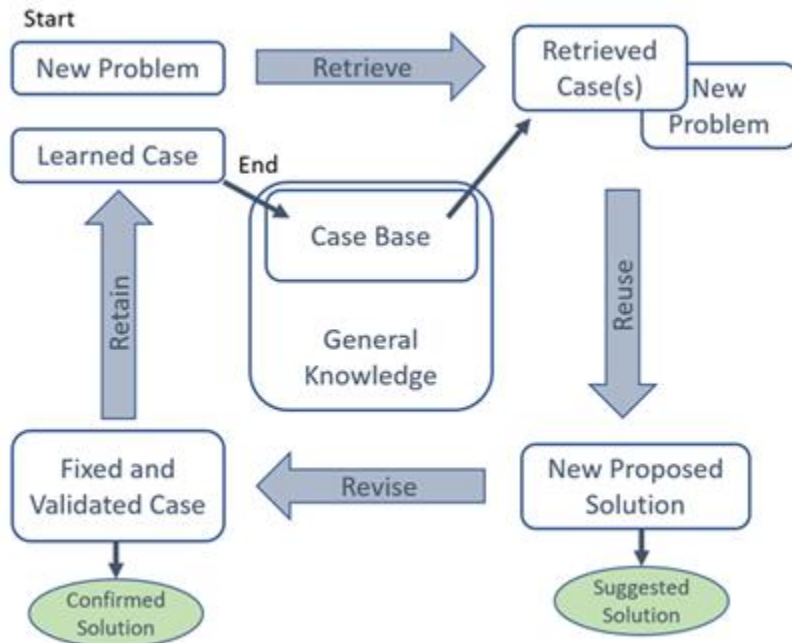 Start
New Problem
Retrieve
Retrieved
Case(s)
New
Problem
Learned Case
End
Case Base
General
Knowledge
Retain
Reuse
Fixed and
Validated Case
Revise
New Proposed
Solution
Confirmed
Solution
Suggested
Solution